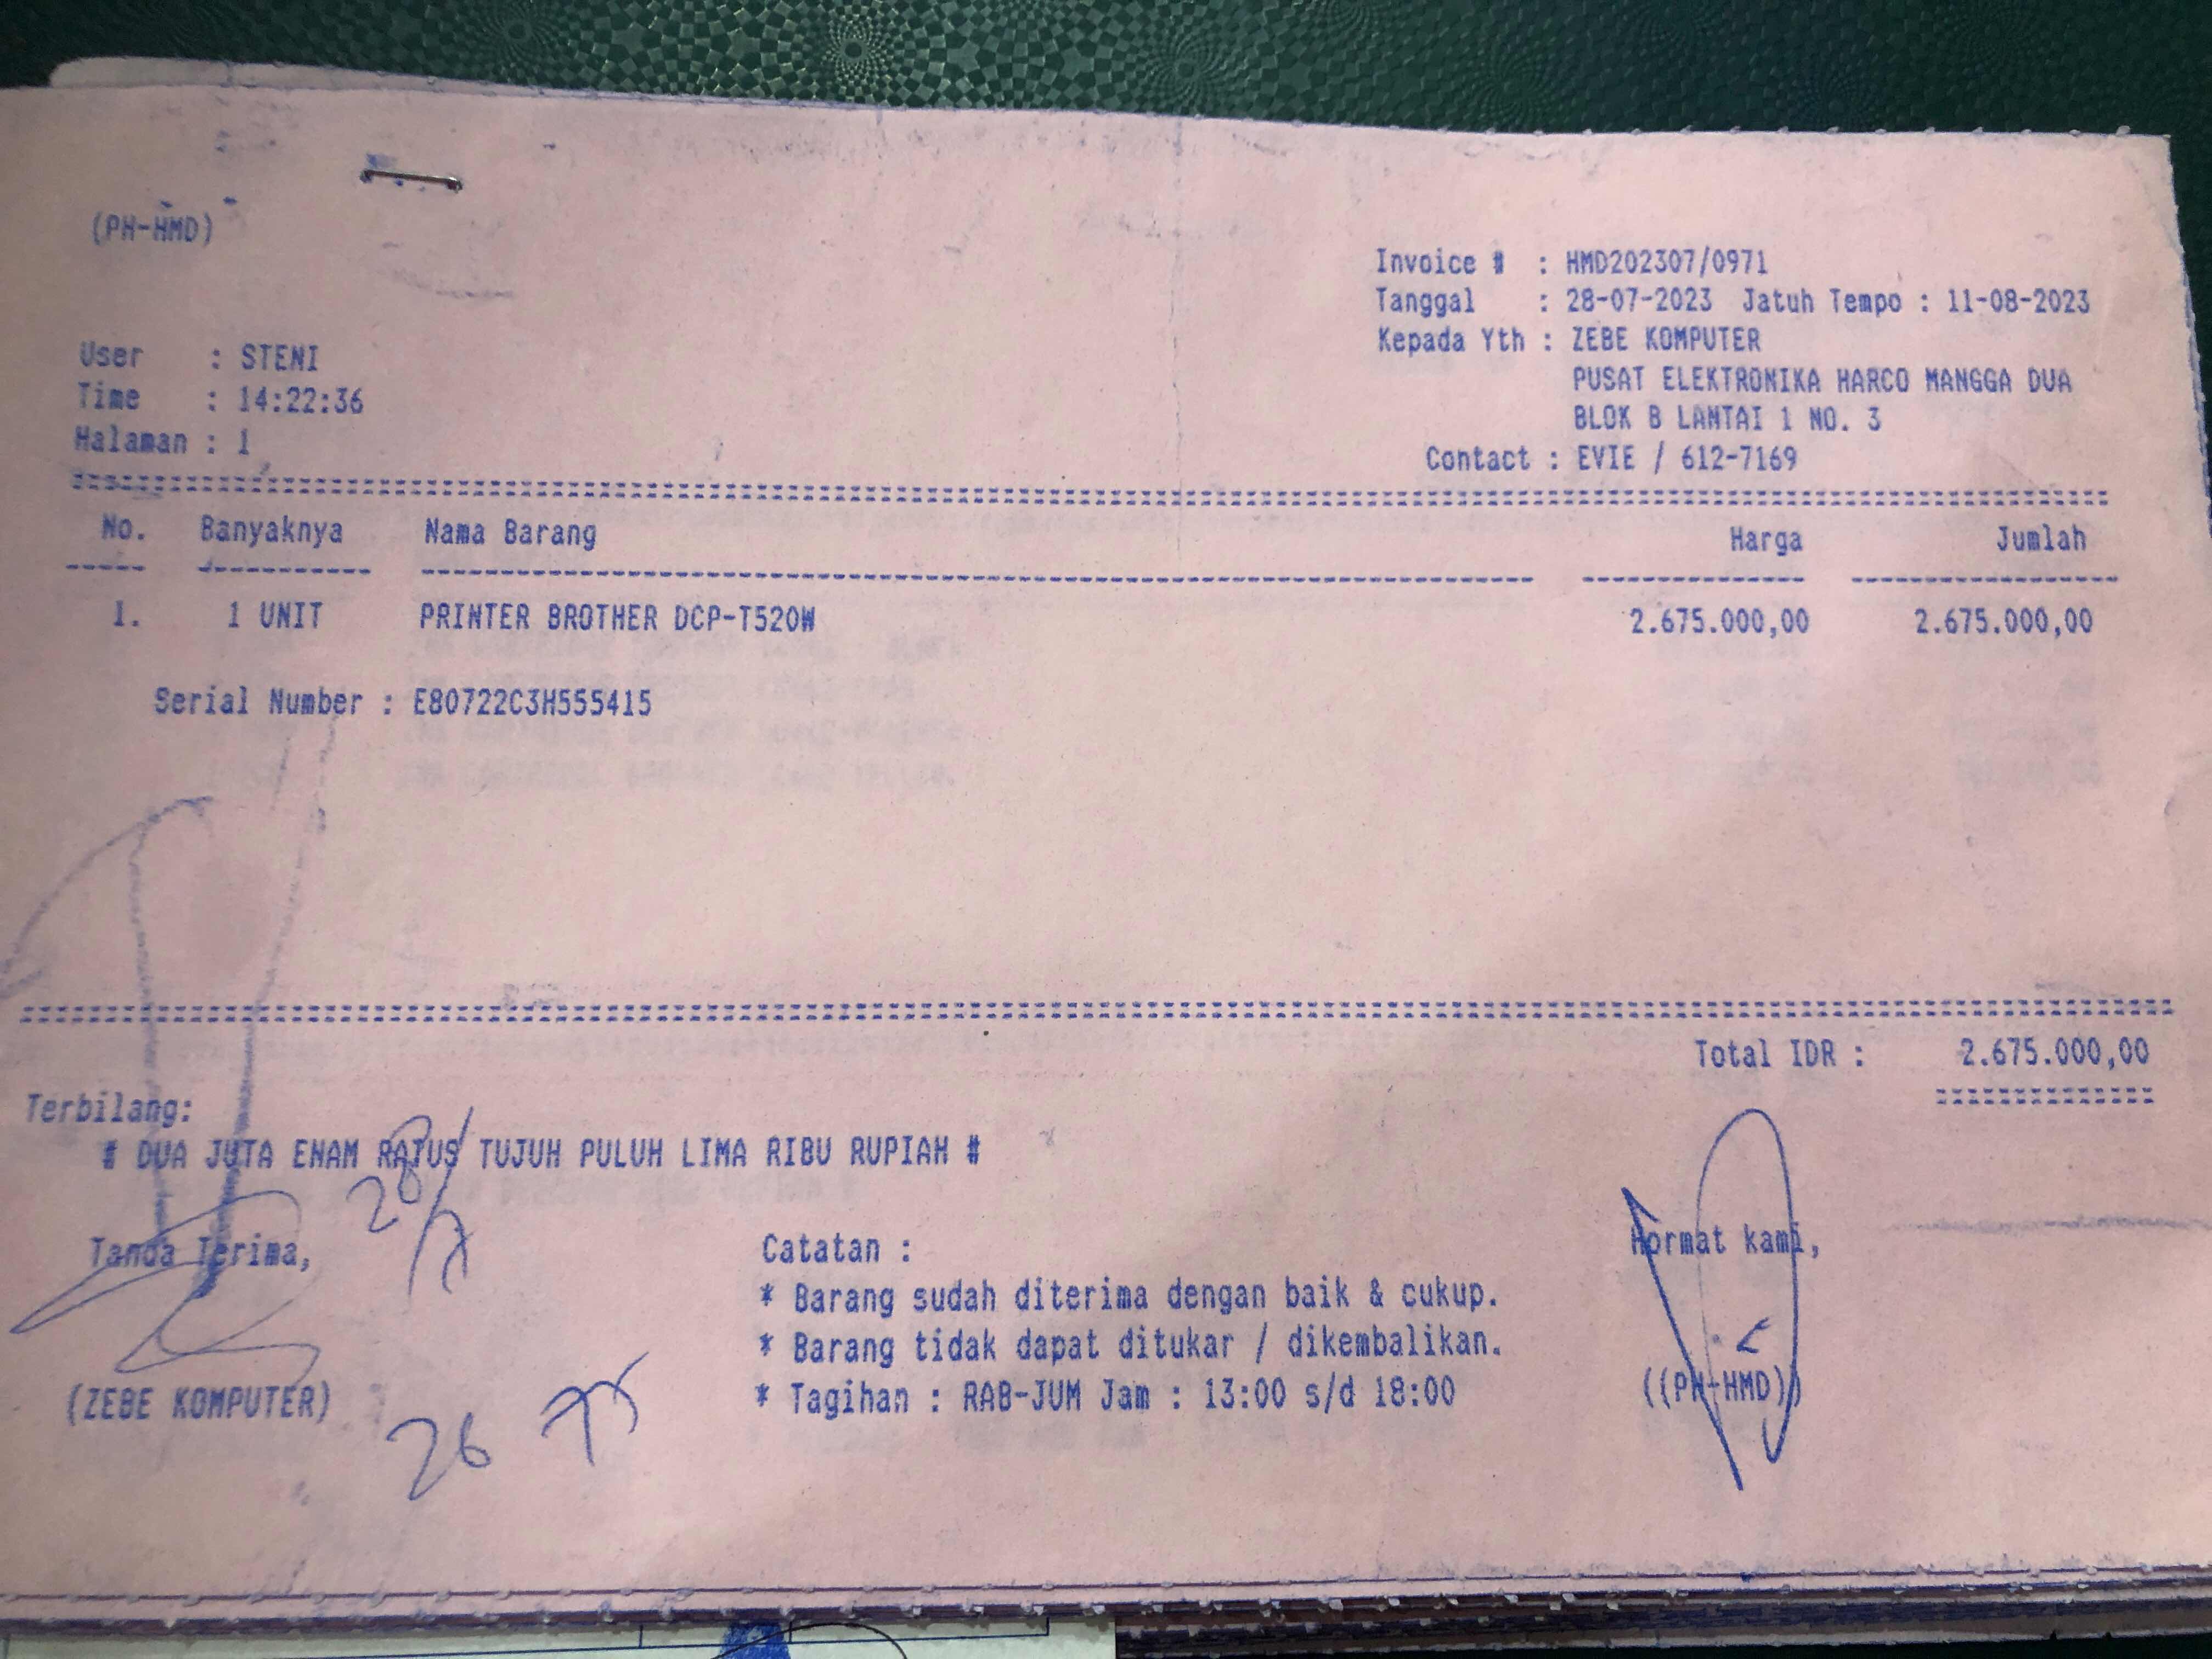 (PH-HMD)
Invoice # : HMD202307/0971
Tanggal : 28-07-2023 Jatuh Tempo : 11-08-2023
Kepada Yth : ZEBE KOMPUTER
PUSAT ELEKTRONIKA HARCO MANGGA DUA
BLOK B LANTAI 1 NO. 3
Contact : EVIE / 612-7169
User : STENI
Time : 14:22:36
Halaman : 1
No. Banyaknya Nama Barang Harga Jumlah
1. 1 UNIT PRINTER BROTHER DCP-T520W 2.675.000,00 2.675.000,00
Serial Number : E80722C3H555415
Total IDR : 2.675.000,00
Terbilang:
# DUA JUTA ENAM RATUS TUJUH PULUH LIMA RIBU RUPIAH #
28/7
Tanda Terima,
(ZEBE KOMPUTER)
26
Catatan :
* Barang sudah diterima dengan baik & cukup.
* Barang tidak dapat ditukar / dikembalikan.
* Tagihan : RAB-JUM Jam : 13:00 s/d 18:00
Hormat kami,
((PH-HMD))